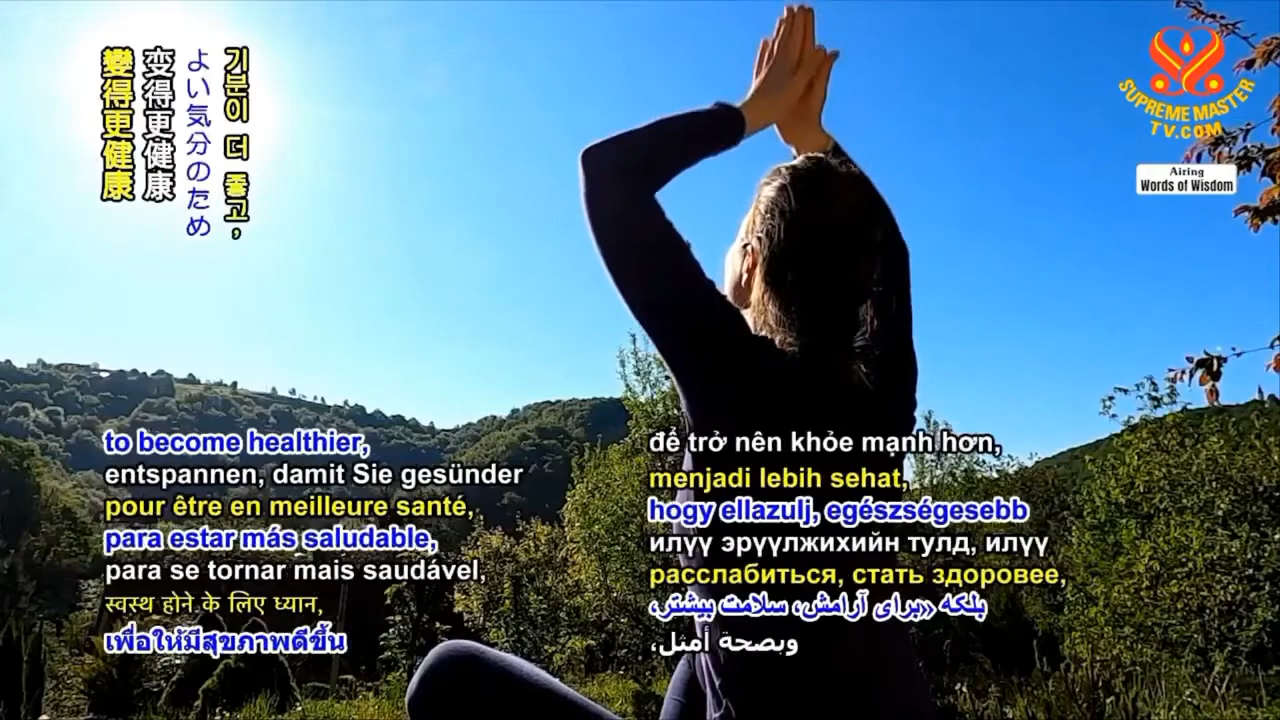 變得更健康
变得更健康
よい気分のため
기분이 더 좋고,
SUPREME MASTER
TV.COM
Airing
Words of Wisdom
to become healthier,
entspannen, damit Sie gesünder
pour être en meilleure santé,
para estar más saludable,
para se tornar mais saudável,
स्वस्थ होने के लिए ध्यान,
เพื่อให้มีสุขภาพดีขึ้น
để trở nên khỏe mạnh hơn,
menjadi lebih sehat,
hogy ellazulj, egészségesebb
илүү эрүүлжихийн тулд, илүү
расслабиться, стать здоровее,
بلکه «برای آرامش، سلامت بیشتر،
وبصحة أمثل،